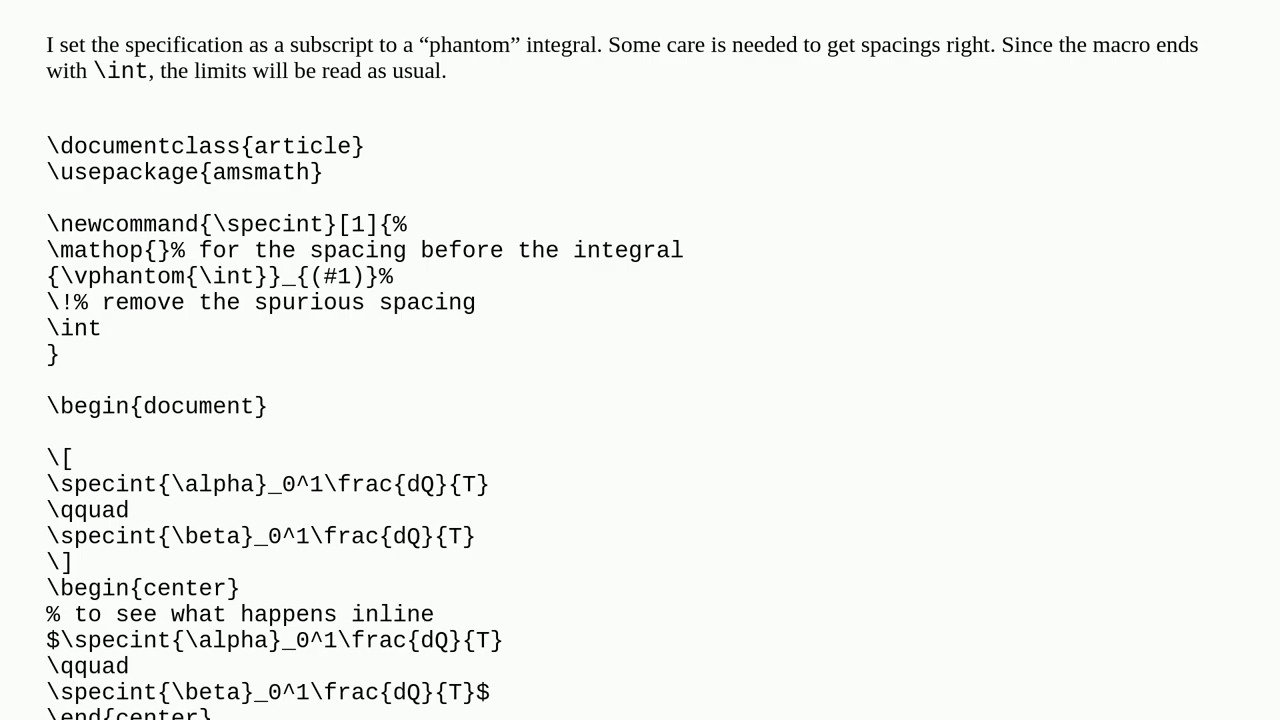 I set the specification as a subscript to a “phantom” integral. Some care is needed to get spacings right. Since the macro ends
with \int, the limits will be read as usual.
\documentclass{article}
\usepackage{amsmath}
\newcommand{\specint}[1]{%
\mathop{}% for the spacing before the integral
{\vphantom{\int}}_{(#1)}%
\!% remove the spurious spacing
\int
}
\begin{document}
\[
\specint{\alpha}_0^1\frac{dQ}{T}
\qquad
\specint{\beta}_0^1\frac{dQ}{T}
\]
\begin{center}
% to see what happens inline
$\specint{\alpha}_0^1\frac{dQ}{T}
\qquad
\specint{\beta}_0^1\frac{dQ}{T}$
\end{center}